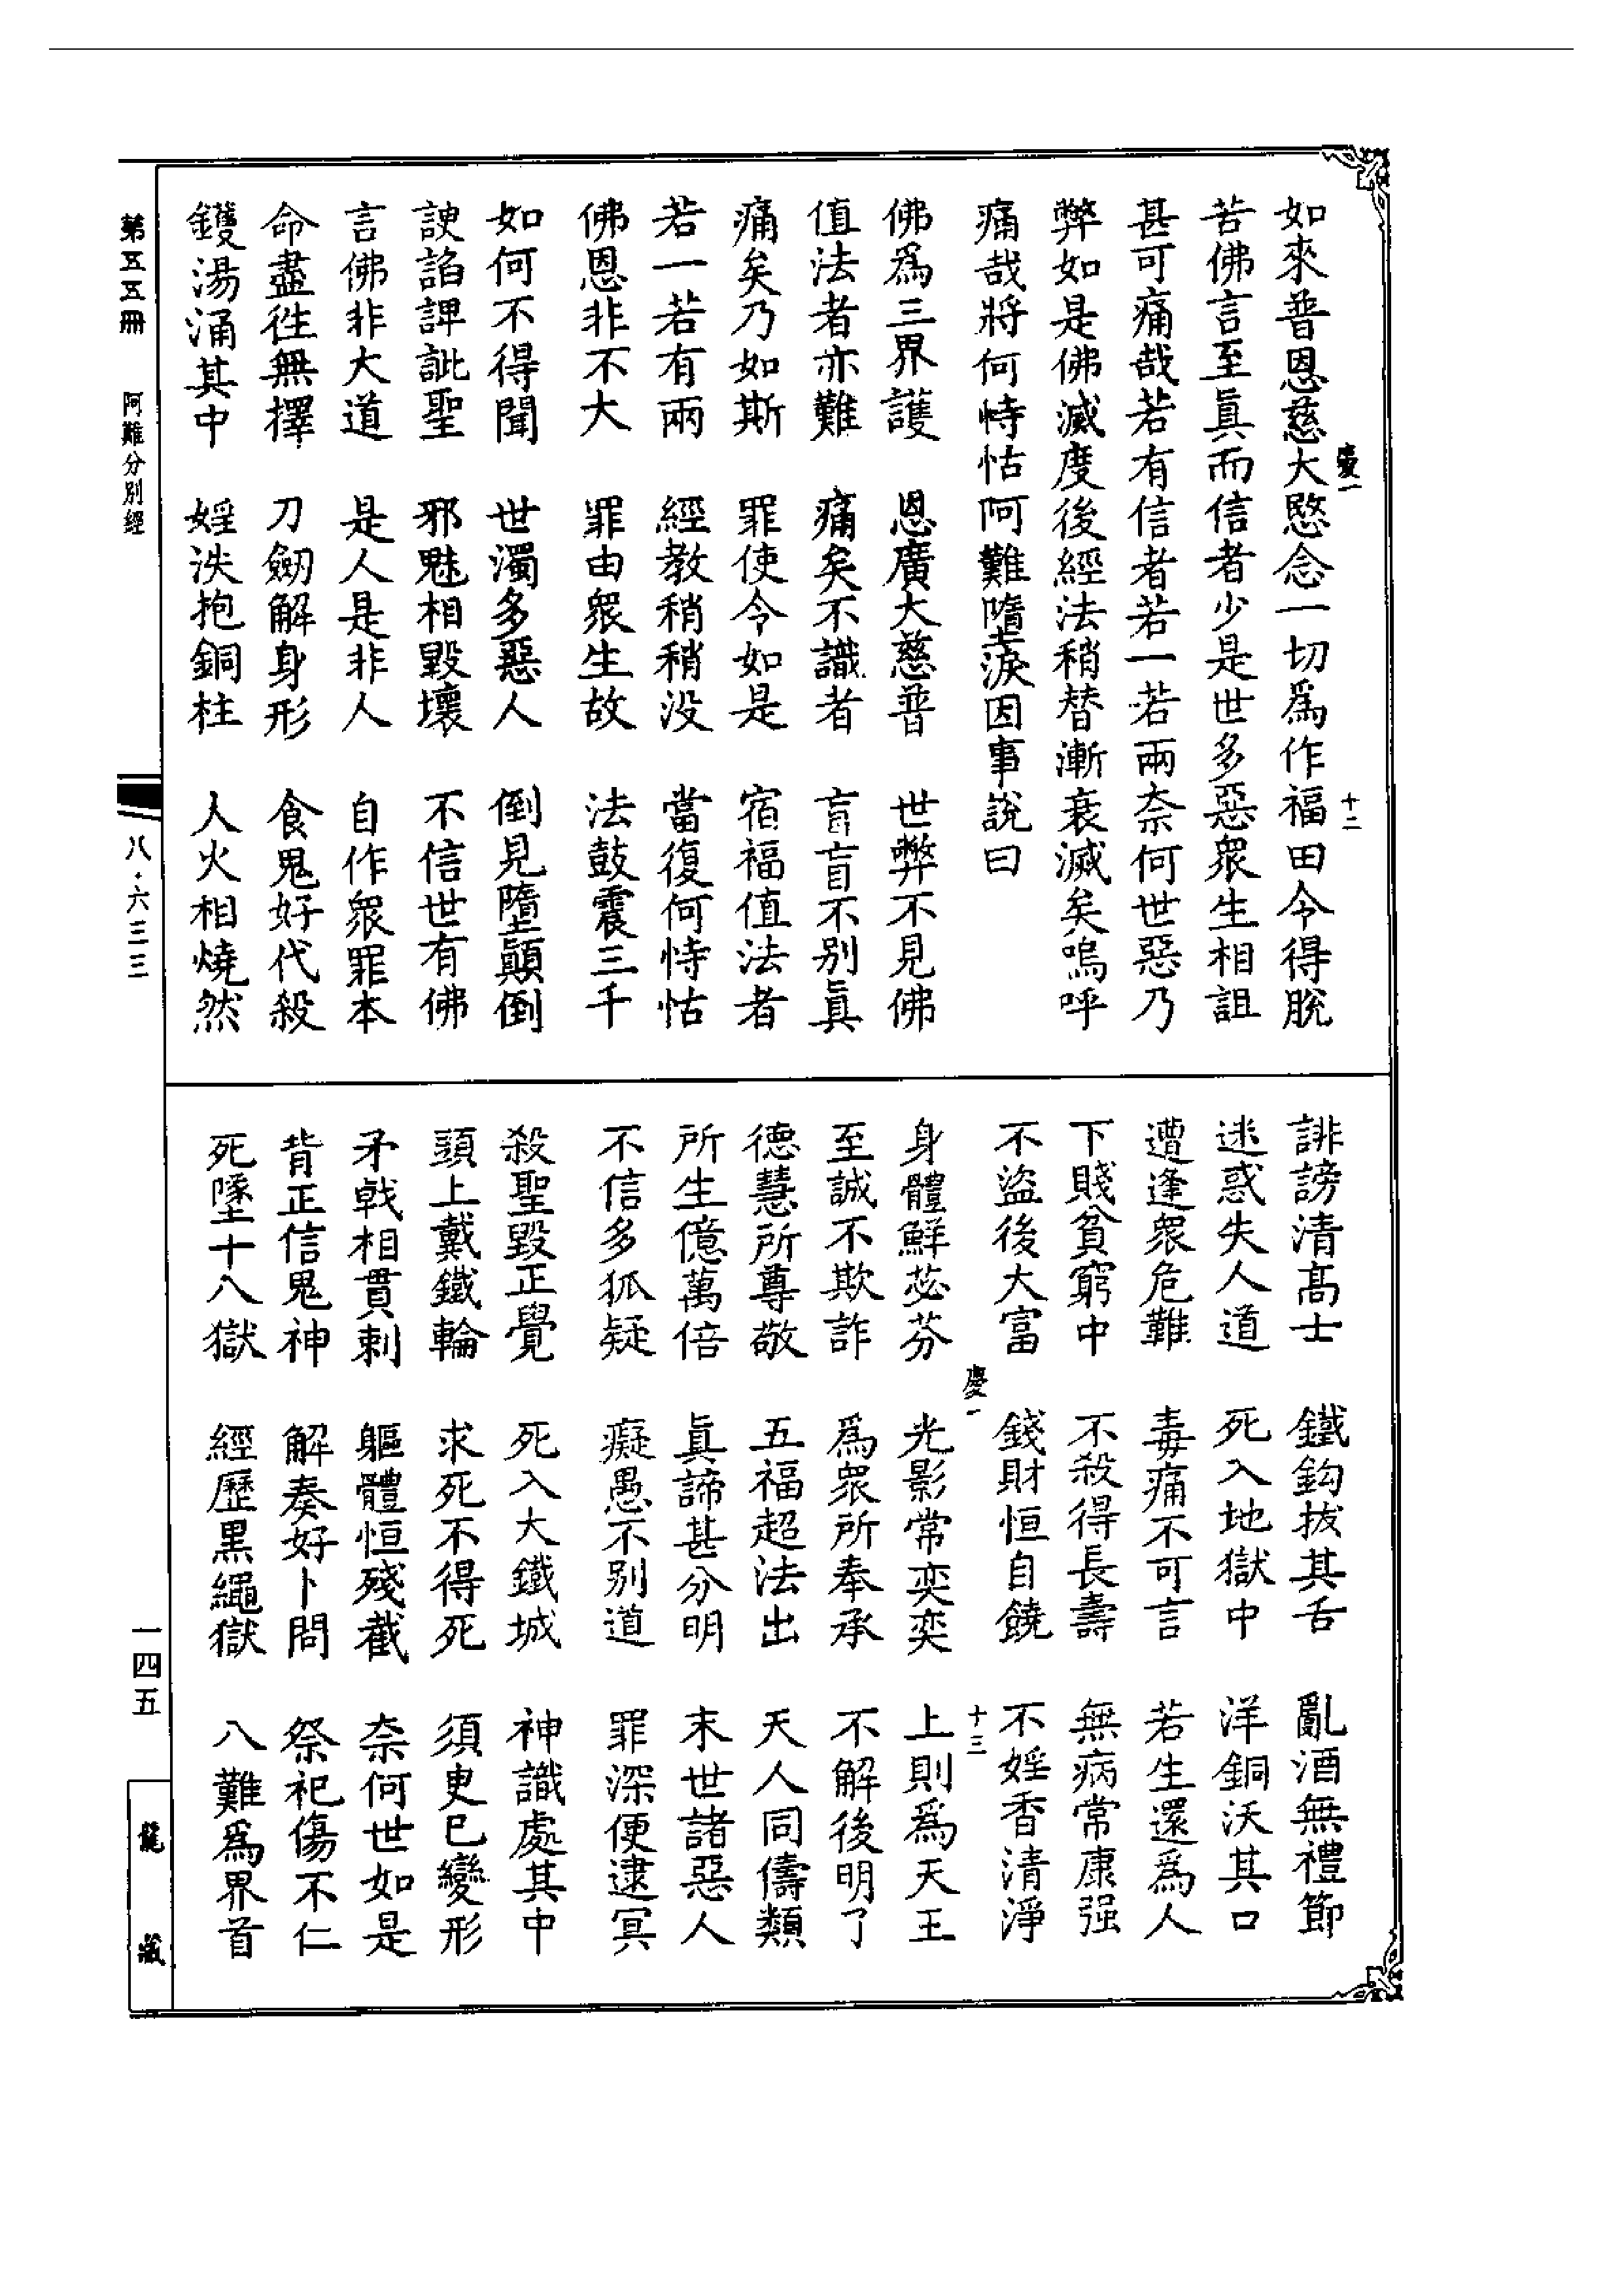 慶一 十二
如來普恩慈大愍念一切爲作福田令得脫
苦佛言至眞而信者少是世多惡衆生相詛
甚可痛哉若有信者若一若兩奈何世惡乃
弊如是佛滅度後經法稍替漸衰滅矣嗚呼
痛哉將何恃怙阿難墮淚因事說曰
佛爲三界護 恩廣大慈普 世弊不見佛
值法者亦難 痛矣不識者 盲盲不別眞
痛矣乃如斯 罪使令如是 宿福值法者
若一若有兩 經教稍稍没 當復何恃怙
佛恩非不大 罪由衆生故 法鼓震三千
如何不得聞 世濁多惡人 倒見墮顚倒
諛諂諀訿聖 邪魅相毀壞 不信世有佛
言佛非大道 是人是非人 自作衆罪本
命盡往無擇 刀劒解身形 食鬼好代殺
鑊湯涌其中 婬泆抱銅柱 人火相燒然
誹謗清髙士 鐵鈎拔其舌 亂酒無禮節
迷惑失人道 死入地獄中 洋銅沃其口
遭逢衆危難 毒痛不可言 若生還爲人
下賤貧窮中 不殺得長壽 無病常康强
不盜後大富 錢財恒自饒 不婬香清淨
慶一 十三
身體鮮苾芬 光影常奕奕 上則爲天王
至誠不欺詐 爲衆所奉承 不解後明了
德慧所尊敬 五福超法出 天人同儔類
所生億萬倍 眞諦甚分明 末世諸惡人
不信多狐疑 癡愚不別道 罪深便逮冥
殺聖毀正覺 死入大鐵城 神識處其中
頭上戴鐵輪 求死不得死 須臾已變形
矛戟相貫刺 軀體恒殘截 奈何世如是
背正信鬼神 解奏好卜問 祭祀傷不仁
死墜十八獄 經歷黑繩獄 八難爲界首
第五五冊 阿難分別經 八·六三三 一四五 龍藏